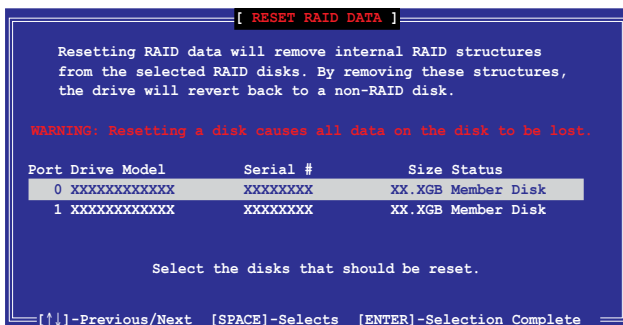 [ RESET RAID DATA ]
Resetting RAID data will remove internal RAID structures
from the selected RAID disks. By removing these structures,
the drive will revert back to a non-RAID disk.
WARNING: Resetting a disk causes all data on the disk to be lost.
Port Drive Model Serial # Size Status
0 XXXXXXXXXXXX XXXXXXXX XX.XGB Member Disk
1 XXXXXXXXXXXX XXXXXXXX XX.XGB Member Disk
Select the disks that should be reset.
[↑↓]-Previous/Next [SPACE]-Selects [ENTER]-Selection Complete